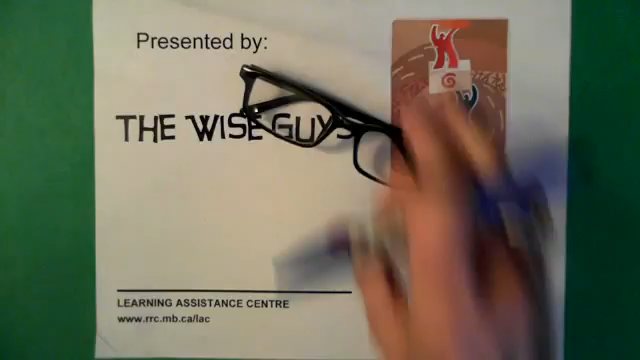 Presented by:
THE WISE GUYS
LEARNING ASSISTANCE CENTRE
www.rrc.mb.ca/lac